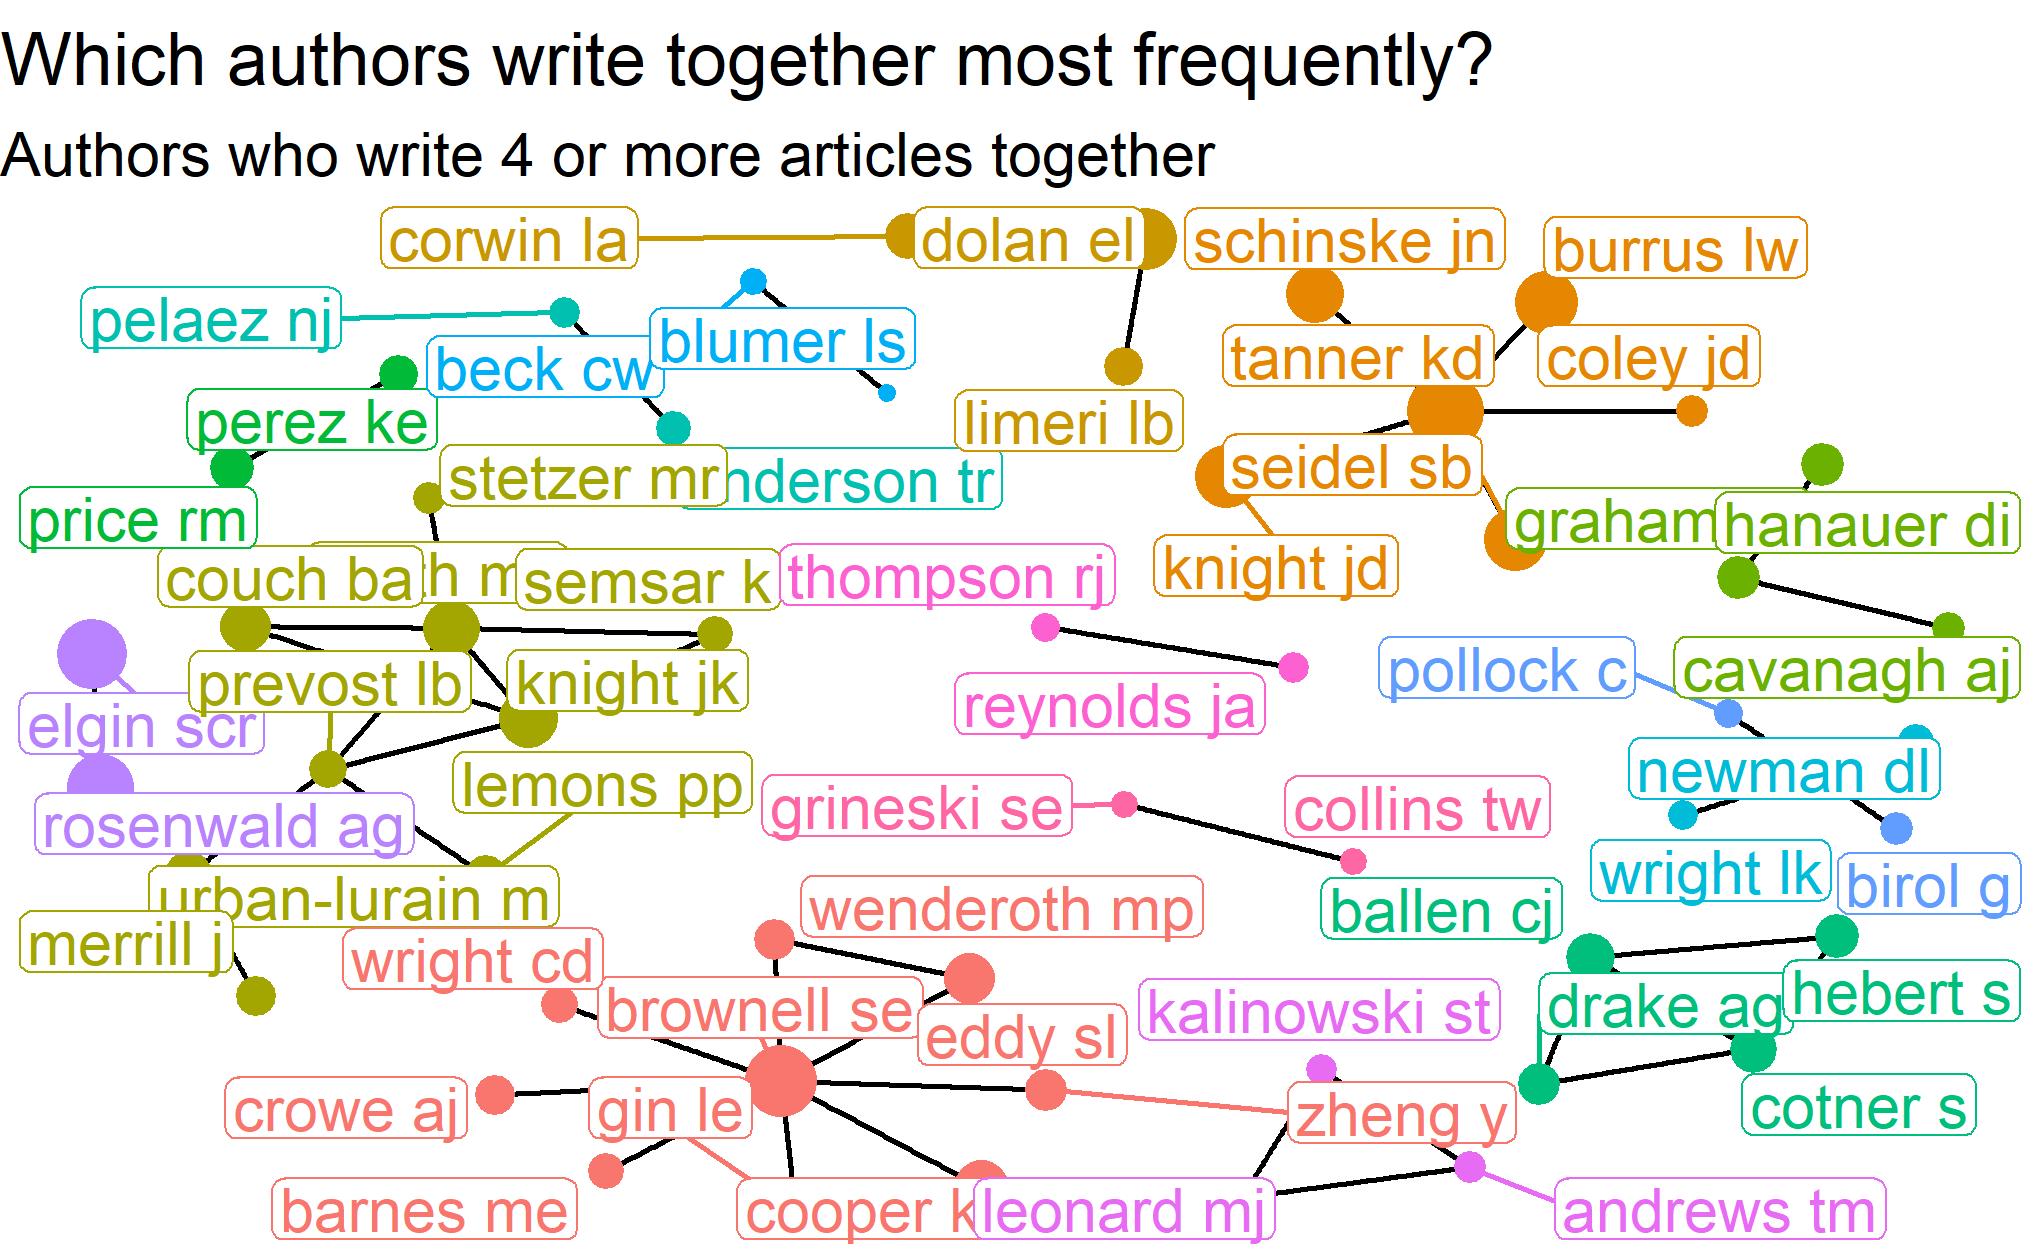 Which authors write together most frequently?
Authors who write 4 or more articles together
corwin la
dolan el
schinske jn
burrus lw
pelaez nj
beck cw
blumer ls
tanner kd
coley jd
perez ke
limeri lb
stetzer mr
nderson tr
seidel sb
price rm
graham
hanauer di
couch ba
h m
semsar k
thompson rj
knight jd
prevost lb
knight jk
reynolds ja
pollock c
cavanagh aj
elgin scr
lemons pp
grineski se
collins tw
newman dl
rosenwald ag
wright lk
birol g
urban-lurain m
merrill j
wright cd
wenderoth mp
ballen cj
brownell se
eddy sl
kalinowski st
drake ag
hebert s
crowe aj
gin le
zheng y
cotner s
barnes me
cooper k
leonard mj
andrews tm